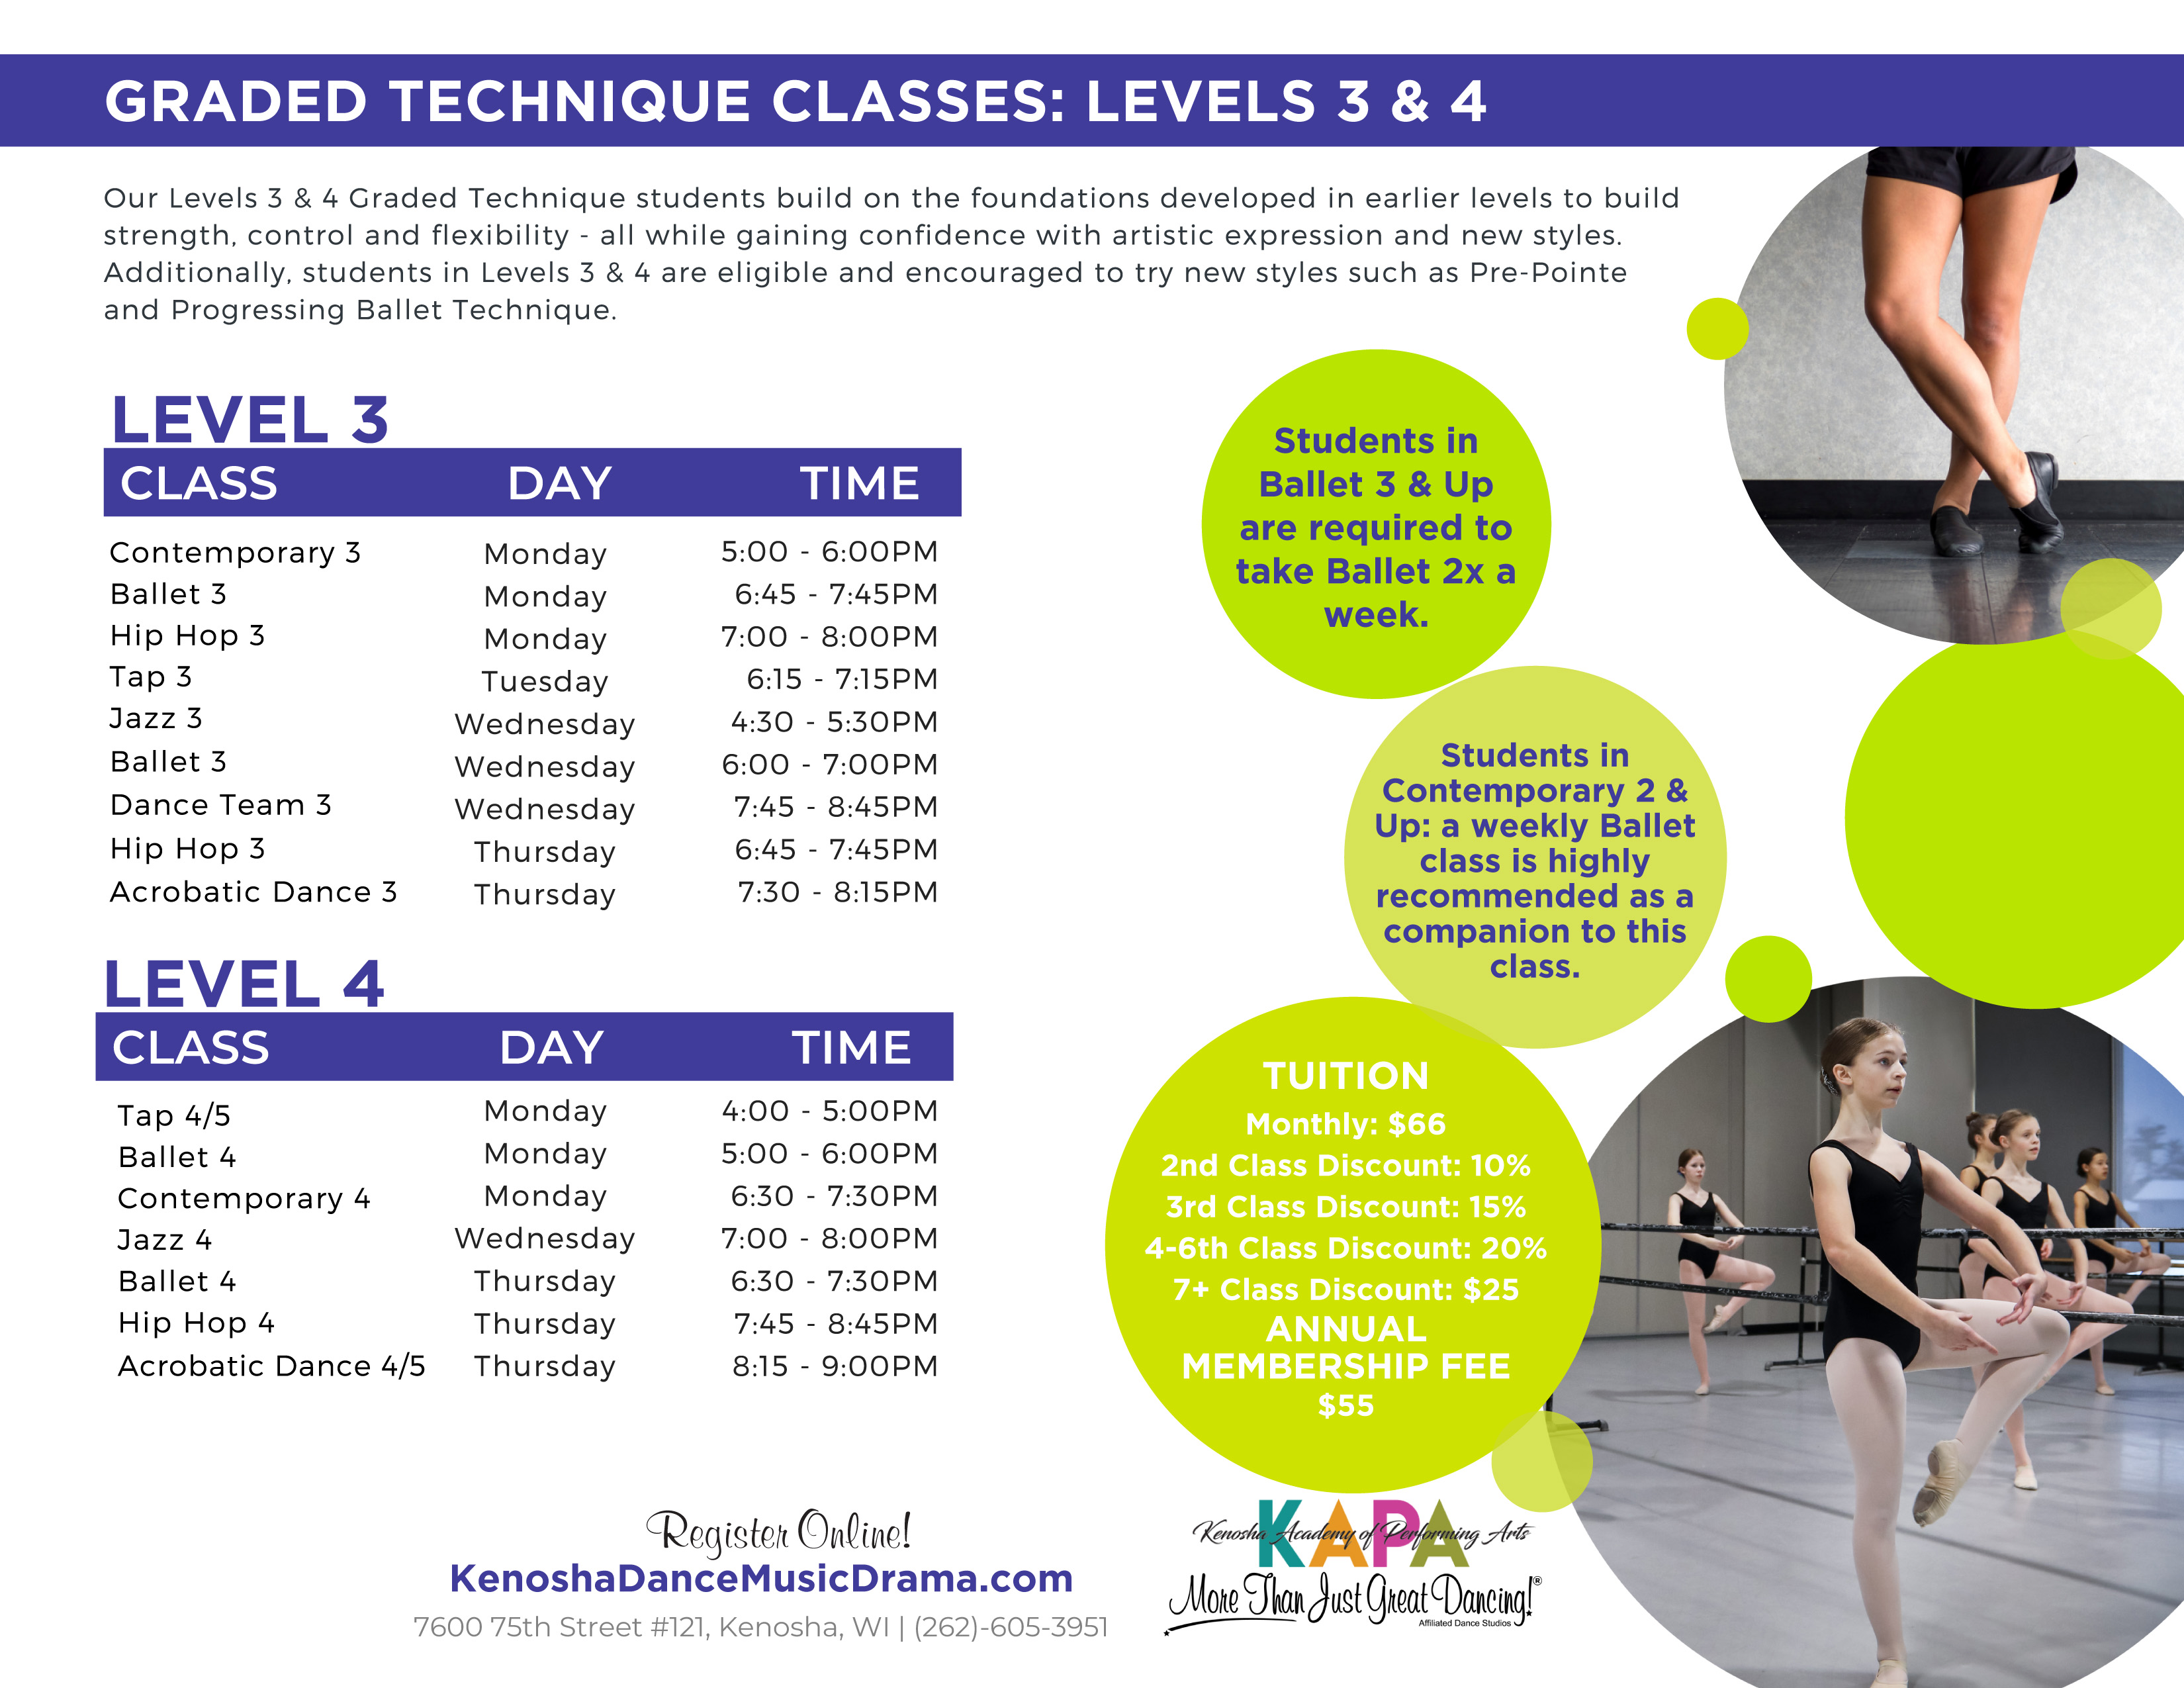 GRADED TECHNIQUE CLASSES: LEVELS 3 & 4
Our Levels 3 & 4 Graded Technique students build on the foundations developed in earlier levels to build
strength, control and flexibility - all while gaining confidence with artistic expression and new styles.
Additionally, students in Levels 3 & 4 are eligible and encouraged to try new styles such as Pre-Pointe
and Progressing Ballet Technique.
LEVEL 3
CLASS DAY TIME
Contemporary 3 Monday 5:00 - 6:00PM
Ballet 3 Monday 6:45 - 7:45PM
Hip Hop 3 Monday 7:00 - 8:00PM
Tap 3 Tuesday 6:15 - 7:15PM
Jazz 3 Wednesday 4:30 - 5:30PM
Ballet 3 Wednesday 6:00 - 7:00PM
Dance Team 3 Wednesday 7:45 - 8:45PM
Hip Hop 3 Thursday 6:45 - 7:45PM
Acrobatic Dance 3 Thursday 7:30 - 8:15PM
LEVEL 4
CLASS DAY TIME
Tap 4/5 Monday 4:00 - 5:00PM
Ballet 4 Monday 5:00 - 6:00PM
Contemporary 4 Monday 6:30 - 7:30PM
Jazz 4 Wednesday 7:00 - 8:00PM
Ballet 4 Thursday 6:30 - 7:30PM
Hip Hop 4 Thursday 7:45 - 8:45PM
Acrobatic Dance 4/5 Thursday 8:15 - 9:00PM
Students in
Ballet 3 & Up
are required to
take Ballet 2x a
week.
Students in
Contemporary 2 &
Up: a weekly Ballet
class is highly
recommended as a
companion to this
class.
TUITION
Monthly: $66
2nd Class Discount: 10%
3rd Class Discount: 15%
4-6th Class Discount: 20%
7+ Class Discount: $25
ANNUAL
MEMBERSHIP FEE
$55
Register Online!
KenoshaDanceMusicDrama.com
7600 75th Street #121, Kenosha, WI | (262)-605-3951
KAPA
Kenosha Academy of Performing Arts
More Than Just Great Dancing!®
Affiliated Dance Studios